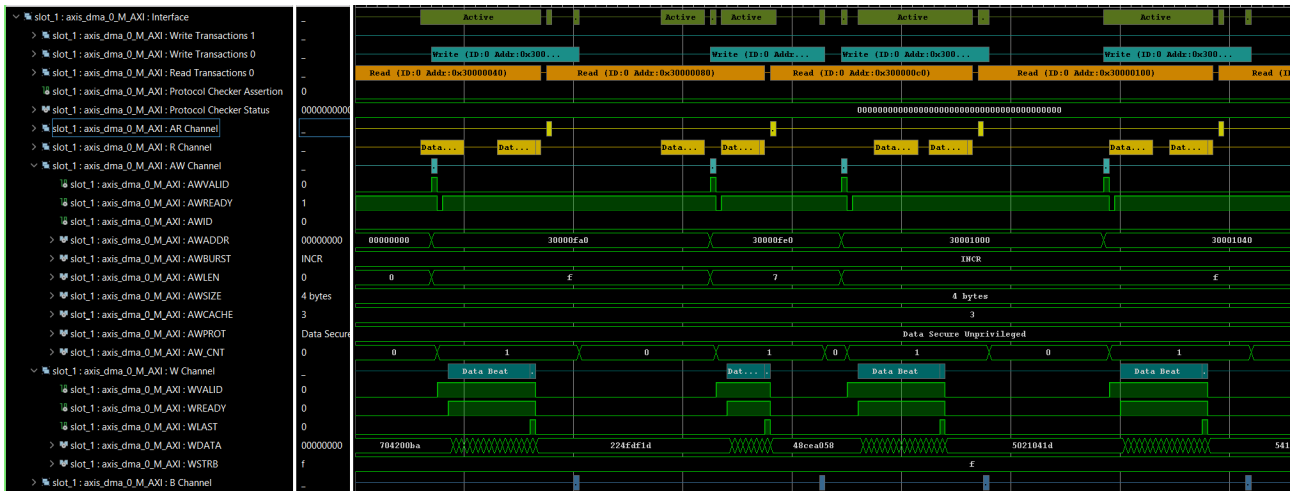 slot_1 : axis_dma_0_M_AXI : Interface _ Active . . Active . Active . . Active . Active . .
slot_1 : axis_dma_0_M_AXI : Write Transactions 1 _
slot_1 : axis_dma_0_M_AXI : Write Transactions 0 _ Write (ID:0 Addr:0x300... Write (ID:0 Addr... Write (ID:0 Addr:0x300... Write (ID:0 Addr:0x300...
slot_1 : axis_dma_0_M_AXI : Read Transactions 0 _ Read (ID:0 Addr:0x30000040) Read (ID:0 Addr:0x30000080) Read (ID:0 Addr:0x300000c0) Read (ID:0 Addr:0x30000100) Read (I
slot_1 : axis_dma_0_M_AXI : Protocol Checker Assertion 0
slot_1 : axis_dma_0_M_AXI : Protocol Checker Status 0000000000
slot_1 : axis_dma_0_M_AXI : AR Channel _
slot_1 : axis_dma_0_M_AXI : R Channel _ Data... Dat... Data... Dat... Data... Dat... Data... Dat...
slot_1 : axis_dma_0_M_AXI : AW Channel _
slot_1 : axis_dma_0_M_AXI : AWVALID 0
slot_1 : axis_dma_0_M_AXI : AWREADY 1
slot_1 : axis_dma_0_M_AXI : AWID 0
slot_1 : axis_dma_0_M_AXI : AWADDR 00000000 00000000 30000fa0 30000fe0 30001000 30001040
slot_1 : axis_dma_0_M_AXI : AWBURST INCR INCR
slot_1 : axis_dma_0_M_AXI : AWLEN 0 0 f 7 f
slot_1 : axis_dma_0_M_AXI : AWSIZE 4 bytes 4 bytes
slot_1 : axis_dma_0_M_AXI : AWCACHE 3 3
slot_1 : axis_dma_0_M_AXI : AWPROT Data Secure Data Secure Unprivileged
slot_1 : axis_dma_0_M_AXI : AW_CNT 0 0 1 0 1 0 1 0 1
slot_1 : axis_dma_0_M_AXI : W Channel _ Data Beat . Dat... . Data Beat . Data Beat .
slot_1 : axis_dma_0_M_AXI : WVALID 0
slot_1 : axis_dma_0_M_AXI : WREADY 0
slot_1 : axis_dma_0_M_AXI : WLAST 0
slot_1 : axis_dma_0_M_AXI : WDATA 00000000 704200ba 224fdf1d 48cea058 5021041d 541
slot_1 : axis_dma_0_M_AXI : WSTRB f f
slot_1 : axis_dma_0_M_AXI : B Channel _